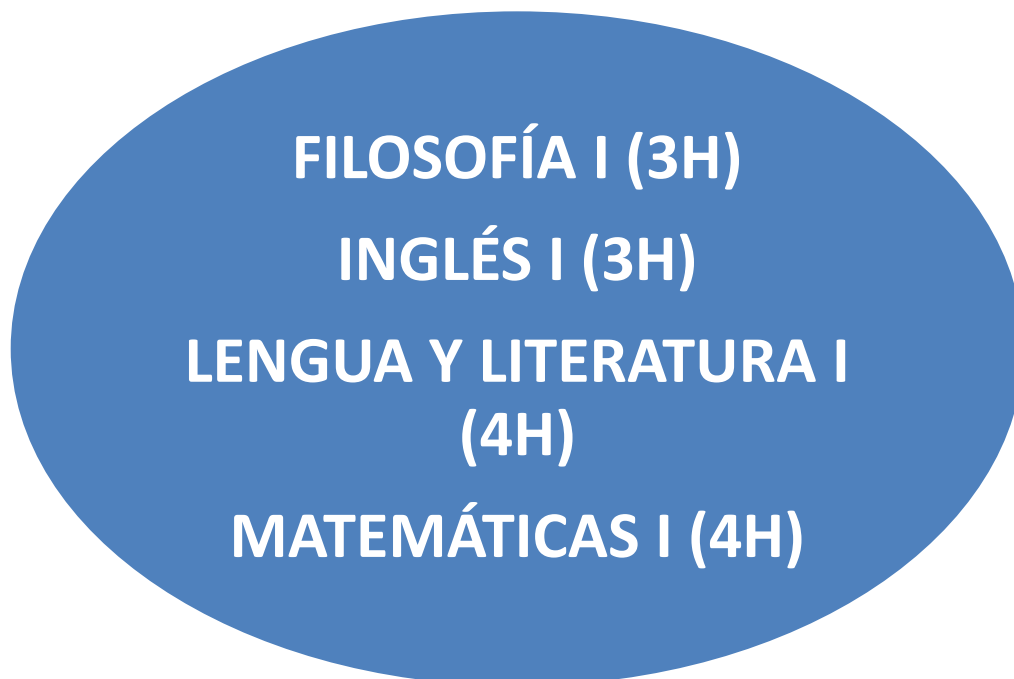 FILOSOFÍA I (3H)
INGLÉS I (3H)
LENGUA Y LITERATURA I
(4H)
MATEMÁTICAS I (4H)